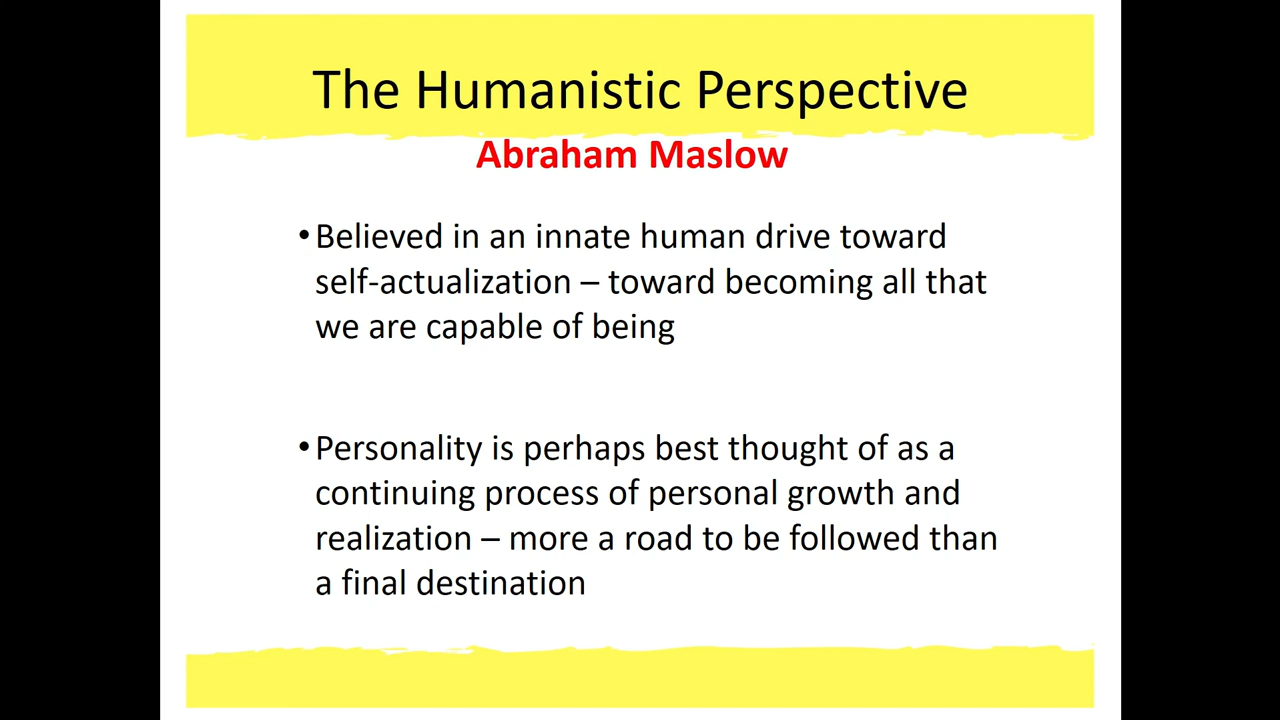 The Humanistic Perspective
Abraham Maslow
•Believed in an innate human drive toward
self-actualization – toward becoming all that
we are capable of being
•Personality is perhaps best thought of as a
continuing process of personal growth and
realization – more a road to be followed than
a final destination